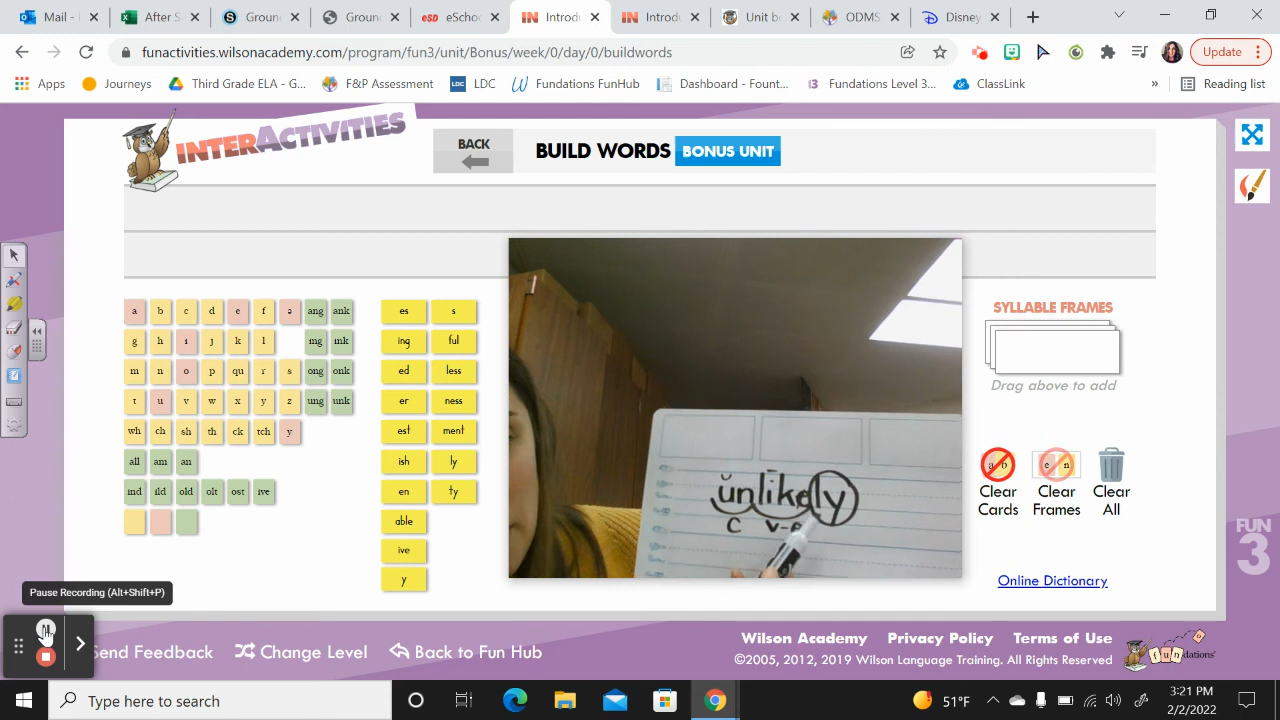 Mail -
After S
Groun
Groun
eSchoo
Introdu
Introdu
Unit bo
ODMS
Disney
funactivities.wilsonacademy.com/program/fun3/unit/Bonus/week/0/day/0/buildwords
Update
Apps
Journeys
Third Grade ELA - G...
F&P Assessment
LDC
LDC
Fundations FunHub
Dashboard - Fount...
Fundations Level 3...
ClassLink
»
Reading list
INTERACTIVITIES
BACK
BUILD WORDS BONUS UNIT
a b c d e f ə ang ank
g h i j k l ing ink
m n o p qu r s ong onk
t u v w x y z ung unk
wh ch sh th ck tch y
all am an
ind ild old olt ost ive
es s
ing ful
ed less
er ness
est ment
ish ly
en ty
able
ive
y
ŭnlīkely
c v-e
SYLLABLE FRAMES
Drag above to add
a b
e n
Clear Cards
Clear Frames
Clear All
Online Dictionary
FUN 3
Pause Recording (Alt+Shift+P)
Send Feedback
Change Level
Back to Fun Hub
Wilson Academy
Privacy Policy
Terms of Use
©2005, 2012, 2019 Wilson Language Training. All Rights Reserved
fundations
Type here to search
51°F
3:21 PM
2/2/2022